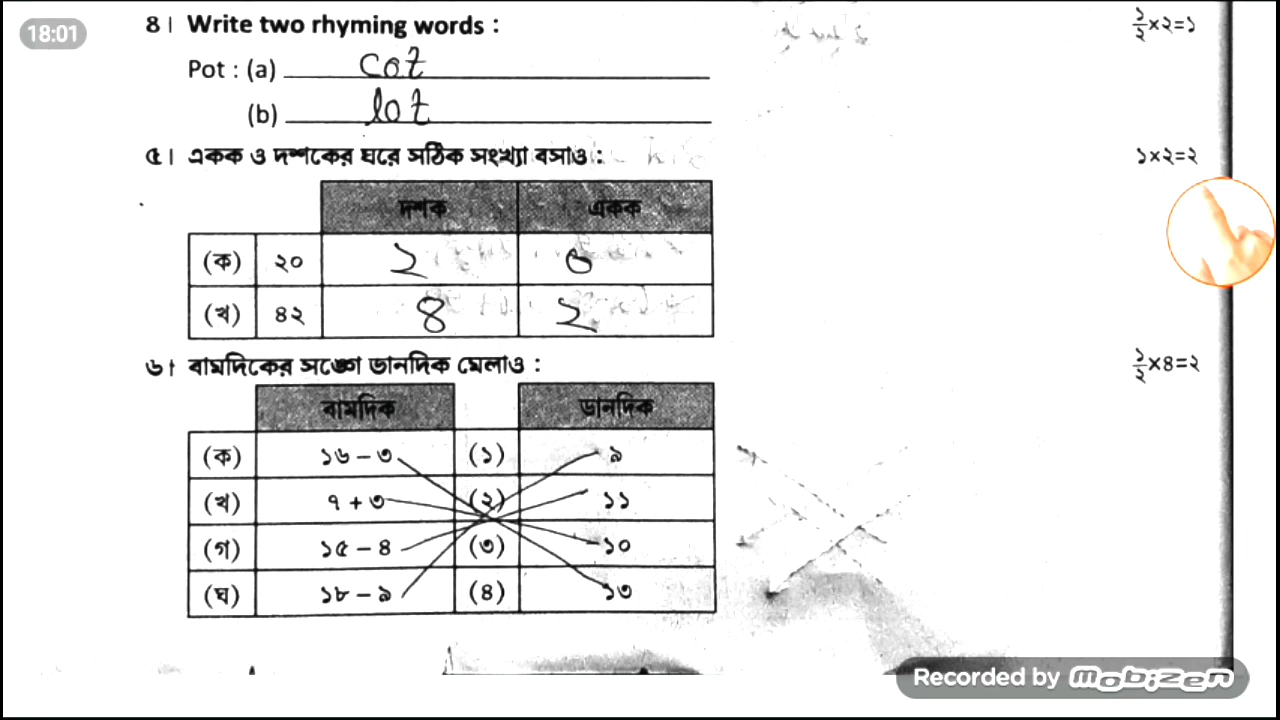 18:01
৪। Write two rhyming words : ১/২×২=১
Pot : (a) cot
(b) lot
৫। একক ও দশকের ঘরে সঠিক সংখ্যা বসাও : ১×২=২
দশক একক
(ক) ২০ ২ ০
(খ) ৪২ ৪ ২
৬। বামদিকের সঙ্গে ডানদিক মেলাও : ১/২×৪=২
বামদিক ডানদিক
(ক) ১৬ – ৩ (১) ৯
(খ) ৭ + ৩ (২) ১১
(গ) ১৫ – ৪ (৩) ১০
(ঘ) ১৮ – ৯ (৪) ১৩
Recorded by mobizen